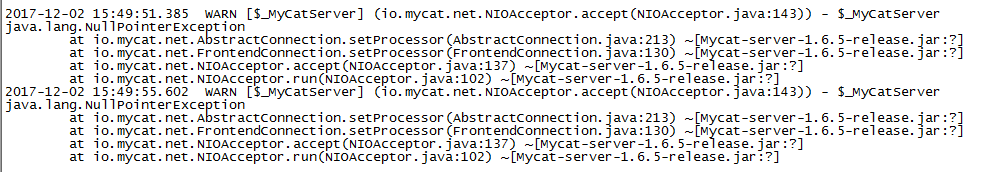 2017-12-02 15:49:51.385  WARN [$_MyCatServer] (io.mycat.net.NIOAcceptor.accept(NIOAcceptor.java:143)) - $_MyCatServer
java.lang.NullPointerException
        at io.mycat.net.AbstractConnection.setProcessor(AbstractConnection.java:213) ~[Mycat-server-1.6.5-release.jar:?]
        at io.mycat.net.FrontendConnection.setProcessor(FrontendConnection.java:130) ~[Mycat-server-1.6.5-release.jar:?]
        at io.mycat.net.NIOAcceptor.accept(NIOAcceptor.java:137) ~[Mycat-server-1.6.5-release.jar:?]
        at io.mycat.net.NIOAcceptor.run(NIOAcceptor.java:102) ~[Mycat-server-1.6.5-release.jar:?]
2017-12-02 15:49:55.602  WARN [$_MyCatServer] (io.mycat.net.NIOAcceptor.accept(NIOAcceptor.java:143)) - $_MyCatServer
java.lang.NullPointerException
        at io.mycat.net.AbstractConnection.setProcessor(AbstractConnection.java:213) ~[Mycat-server-1.6.5-release.jar:?]
        at io.mycat.net.FrontendConnection.setProcessor(FrontendConnection.java:130) ~[Mycat-server-1.6.5-release.jar:?]
        at io.mycat.net.NIOAcceptor.accept(NIOAcceptor.java:137) ~[Mycat-server-1.6.5-release.jar:?]
        at io.mycat.net.NIOAcceptor.run(NIOAcceptor.java:102) ~[Mycat-server-1.6.5-release.jar:?]